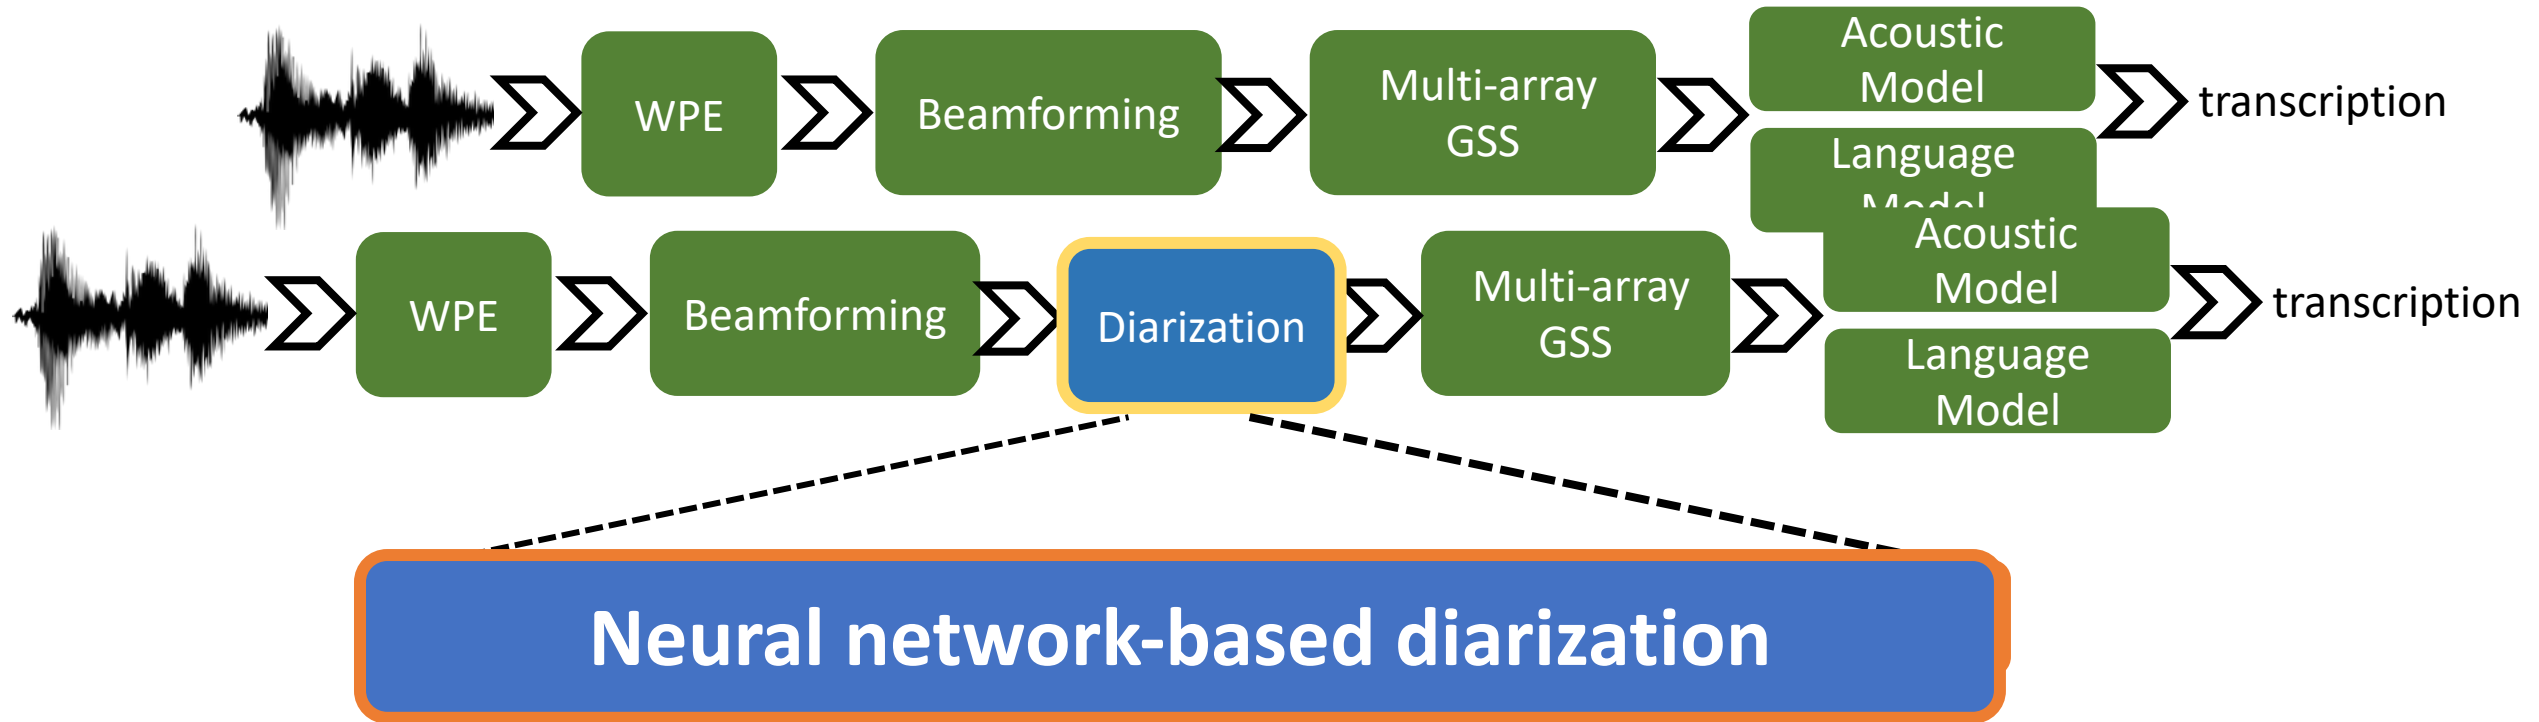 WPE
Beamforming
Multi-array
GSS
Acoustic
Model
Language
Model
transcription
WPE
Beamforming
Diarization
Multi-array
GSS
Acoustic
Model
Language
Model
transcription
Neural network-based diarization